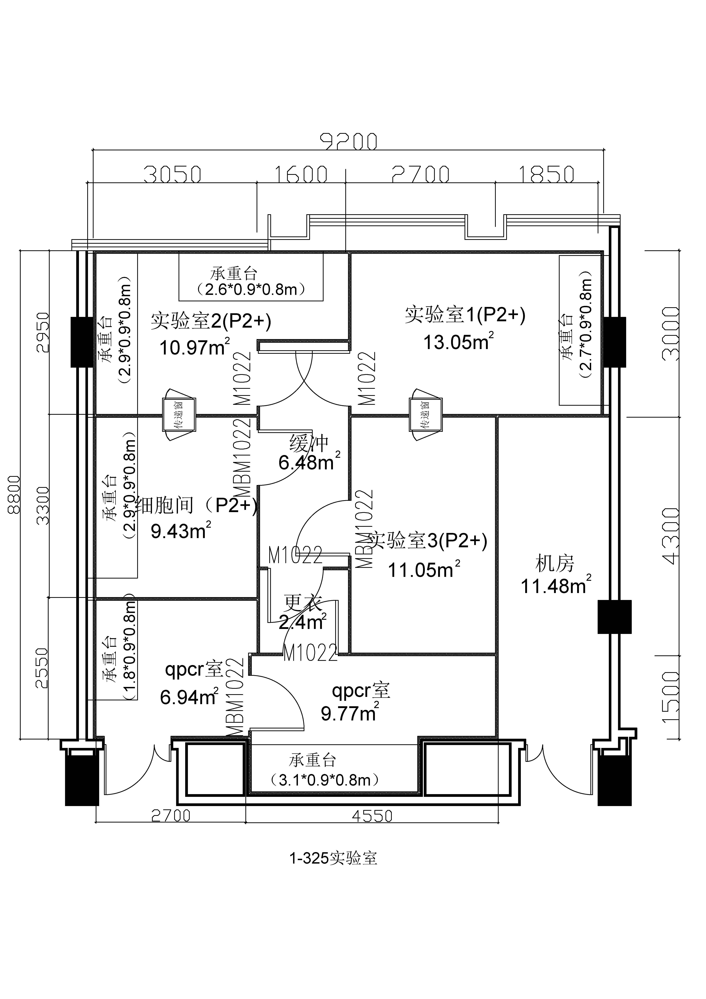 9200
3050
1600
2700
1850
承重台
（2.6*0.9*0.8m）
承重台
（2.9*0.9*0.8m）
承重台
（2.7*0.9*0.8m）
实验室2(P2+)
10.97m²
实验室1(P2+)
13.05m²
2950
3000
M1022
M1022
传递窗
传递窗
MBM1022
缓冲
6.48m²
8800
3300
承重台
（2.9*0.9*0.8m）
细胞间（P2+)
9.43m²
MBM1022
实验室3(P2+)
11.05m²
4300
M1022
机房
11.48m²
更衣
2.4m²
M1022
2550
承重台
（1.8*0.9*0.8m）
qpcr室
6.94m²
MBM1022
qpcr室
9.77m²
1500
承重台
（3.1*0.9*0.8m）
2700
4550
1-325实验室